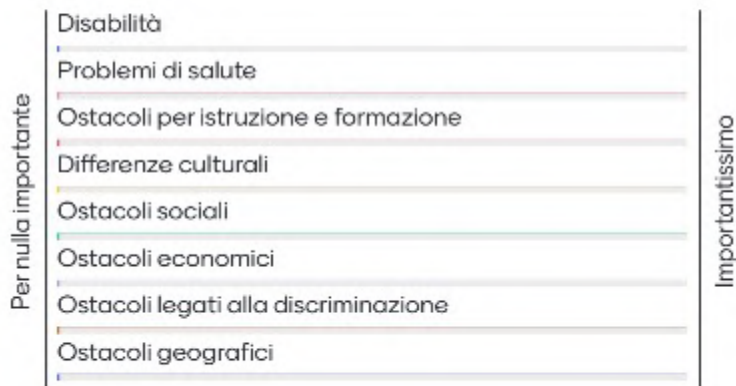 Per nulla importante
Disabilità
Problemi di salute
Ostacoli per istruzione e formazione
Differenze culturali
Ostacoli sociali
Ostacoli economici
Ostacoli legati alla discriminazione
Ostacoli geografici
Importantissimo